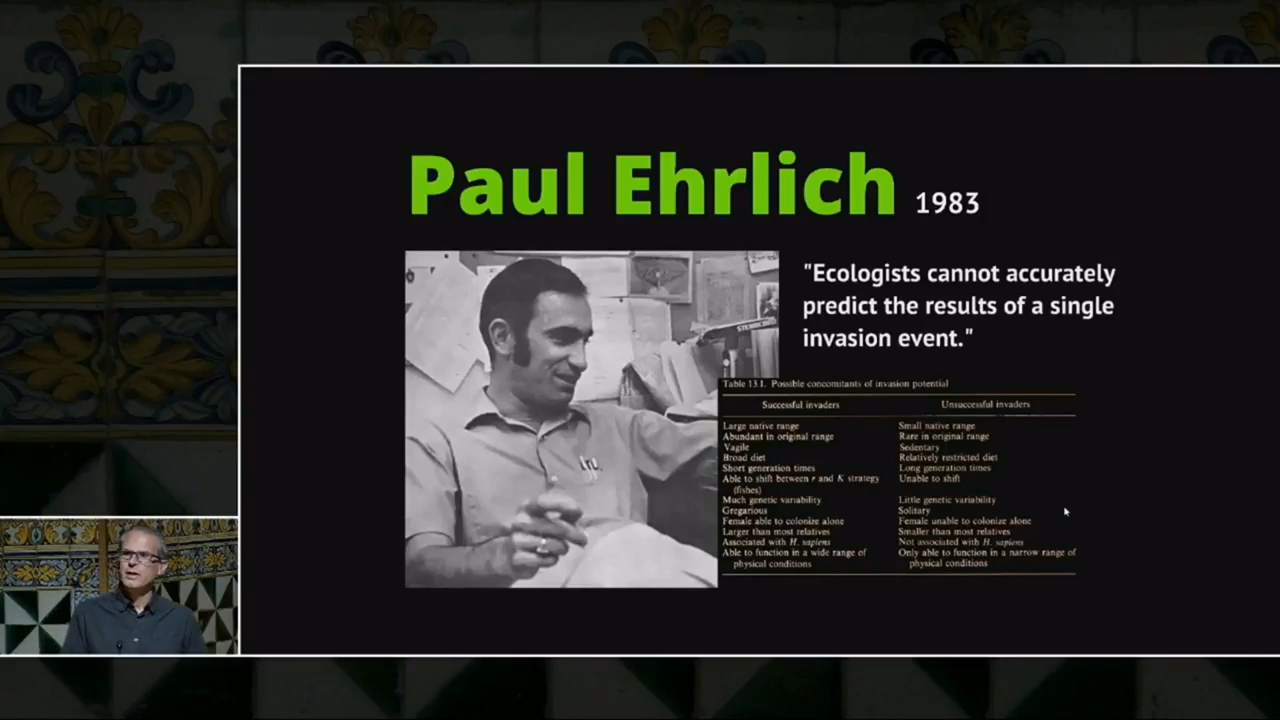 Paul Ehrlich 1983
"Ecologists cannot accurately
predict the results of a single
invasion event."
Table 13.1. Possible concomitants of invasion potential
Successful invaders Unsuccessful invaders
Large native range Small native range
Abundant in original range Rare in original range
Vagile Sedentary
Broad diet Relatively restricted diet
Short generation times Long generation times
Able to shift between r and K strategy Unable to shift
(fishes)
Much genetic variability Little genetic variability
Gregarious Solitary
Female able to colonize alone Female unable to colonize alone
Larger than most relatives Smaller than most relatives
Associated with H. sapiens Not associated with H. sapiens
Able to function in a wide range of Only able to function in a narrow range of
physical conditions physical conditions